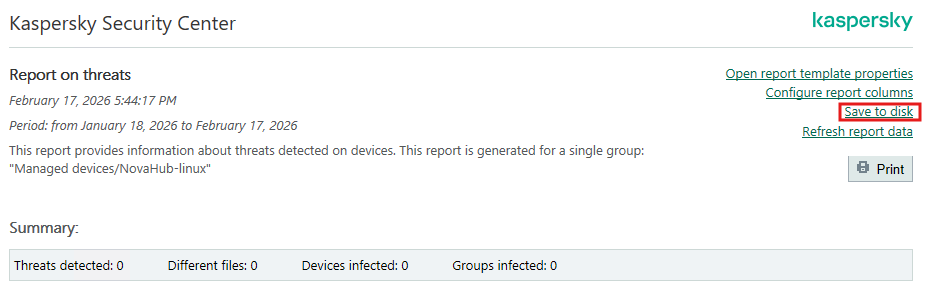 Kaspersky Security Center
kaspersky
Report on threats
Open report template properties
February 17, 2026 5:44:17 PM
Configure report columns
Save to disk
Period: from January 18, 2026 to February 17, 2026
Refresh report data
This report provides information about threats detected on devices. This report is generated for a single group:
"Managed devices/NovaHub-linux"
Print
Summary:
Threats detected: 0 Different files: 0 Devices infected: 0 Groups infected: 0